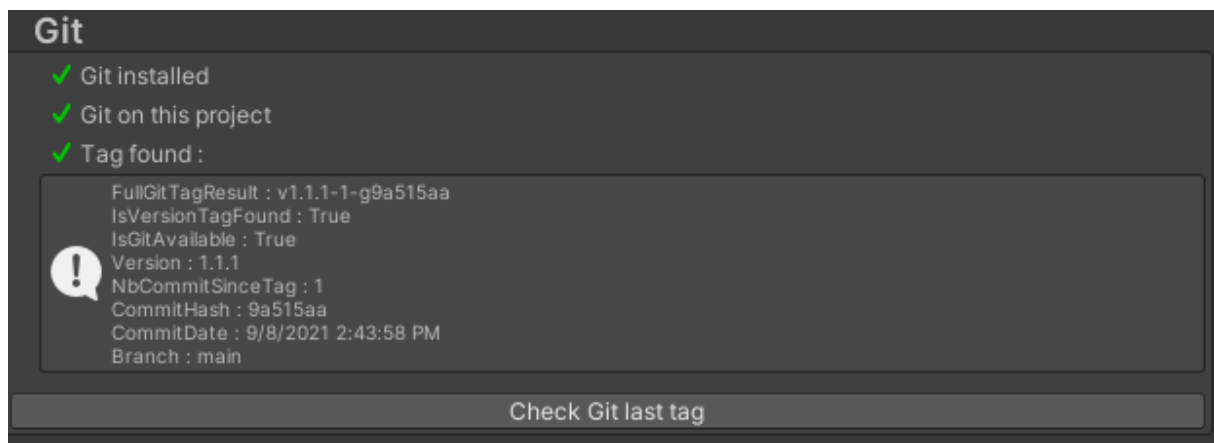 Git
Git installed
Git on this project
Tag found :
FullGitTagResult : v1.1.1-1-g9a515aa
IsVersionTagFound : True
IsGitAvailable : True
Version : 1.1.1
NbCommitSinceTag : 1
CommitHash : 9a515aa
CommitDate : 9/8/2021 2:43:58 PM
Branch : main
Check Git last tag